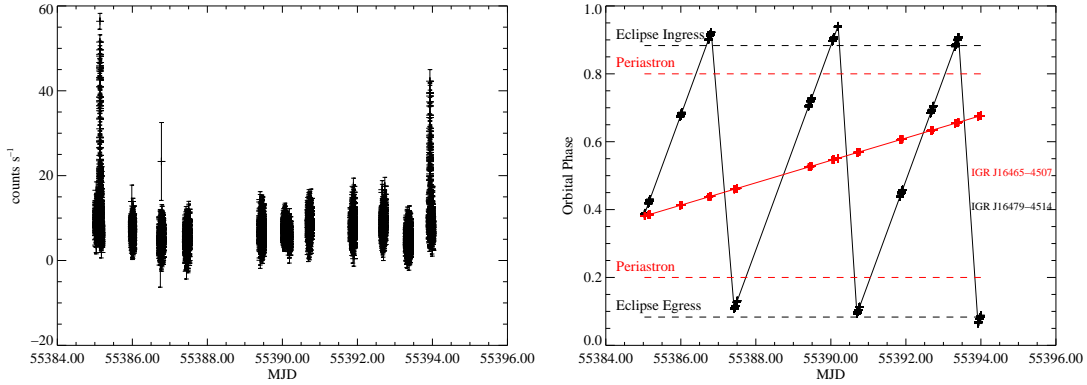 60
40
20
0
−20
counts s⁻¹
55384.00 55386.00 55388.00 55390.00 55392.00 55394.00 55396.00
MJD
1.0
0.8
0.6
0.4
0.2
0.0
Orbital Phase
Eclipse Ingress
Periastron
IGR J16465−4507
IGR J16479−4514
Periastron
Eclipse Egress
55384.00 55386.00 55388.00 55390.00 55392.00 55394.00 55396.00
MJD